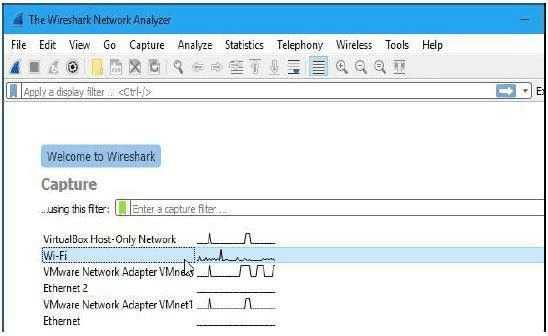 The Wireshark Network Analyzer
File Edit View Go Capture Analyze Statistics Telephony Wireless Tools Help
Apply a display filter ... <Ctrl-/>
Welcome to Wireshark
Capture
...using this filter: Enter a capture filter ...
VirtualBox Host-Only Network
Wi-Fi
VMware Network Adapter
Ethernet 2
VMware Network Adapter VMnet1
Ethernet